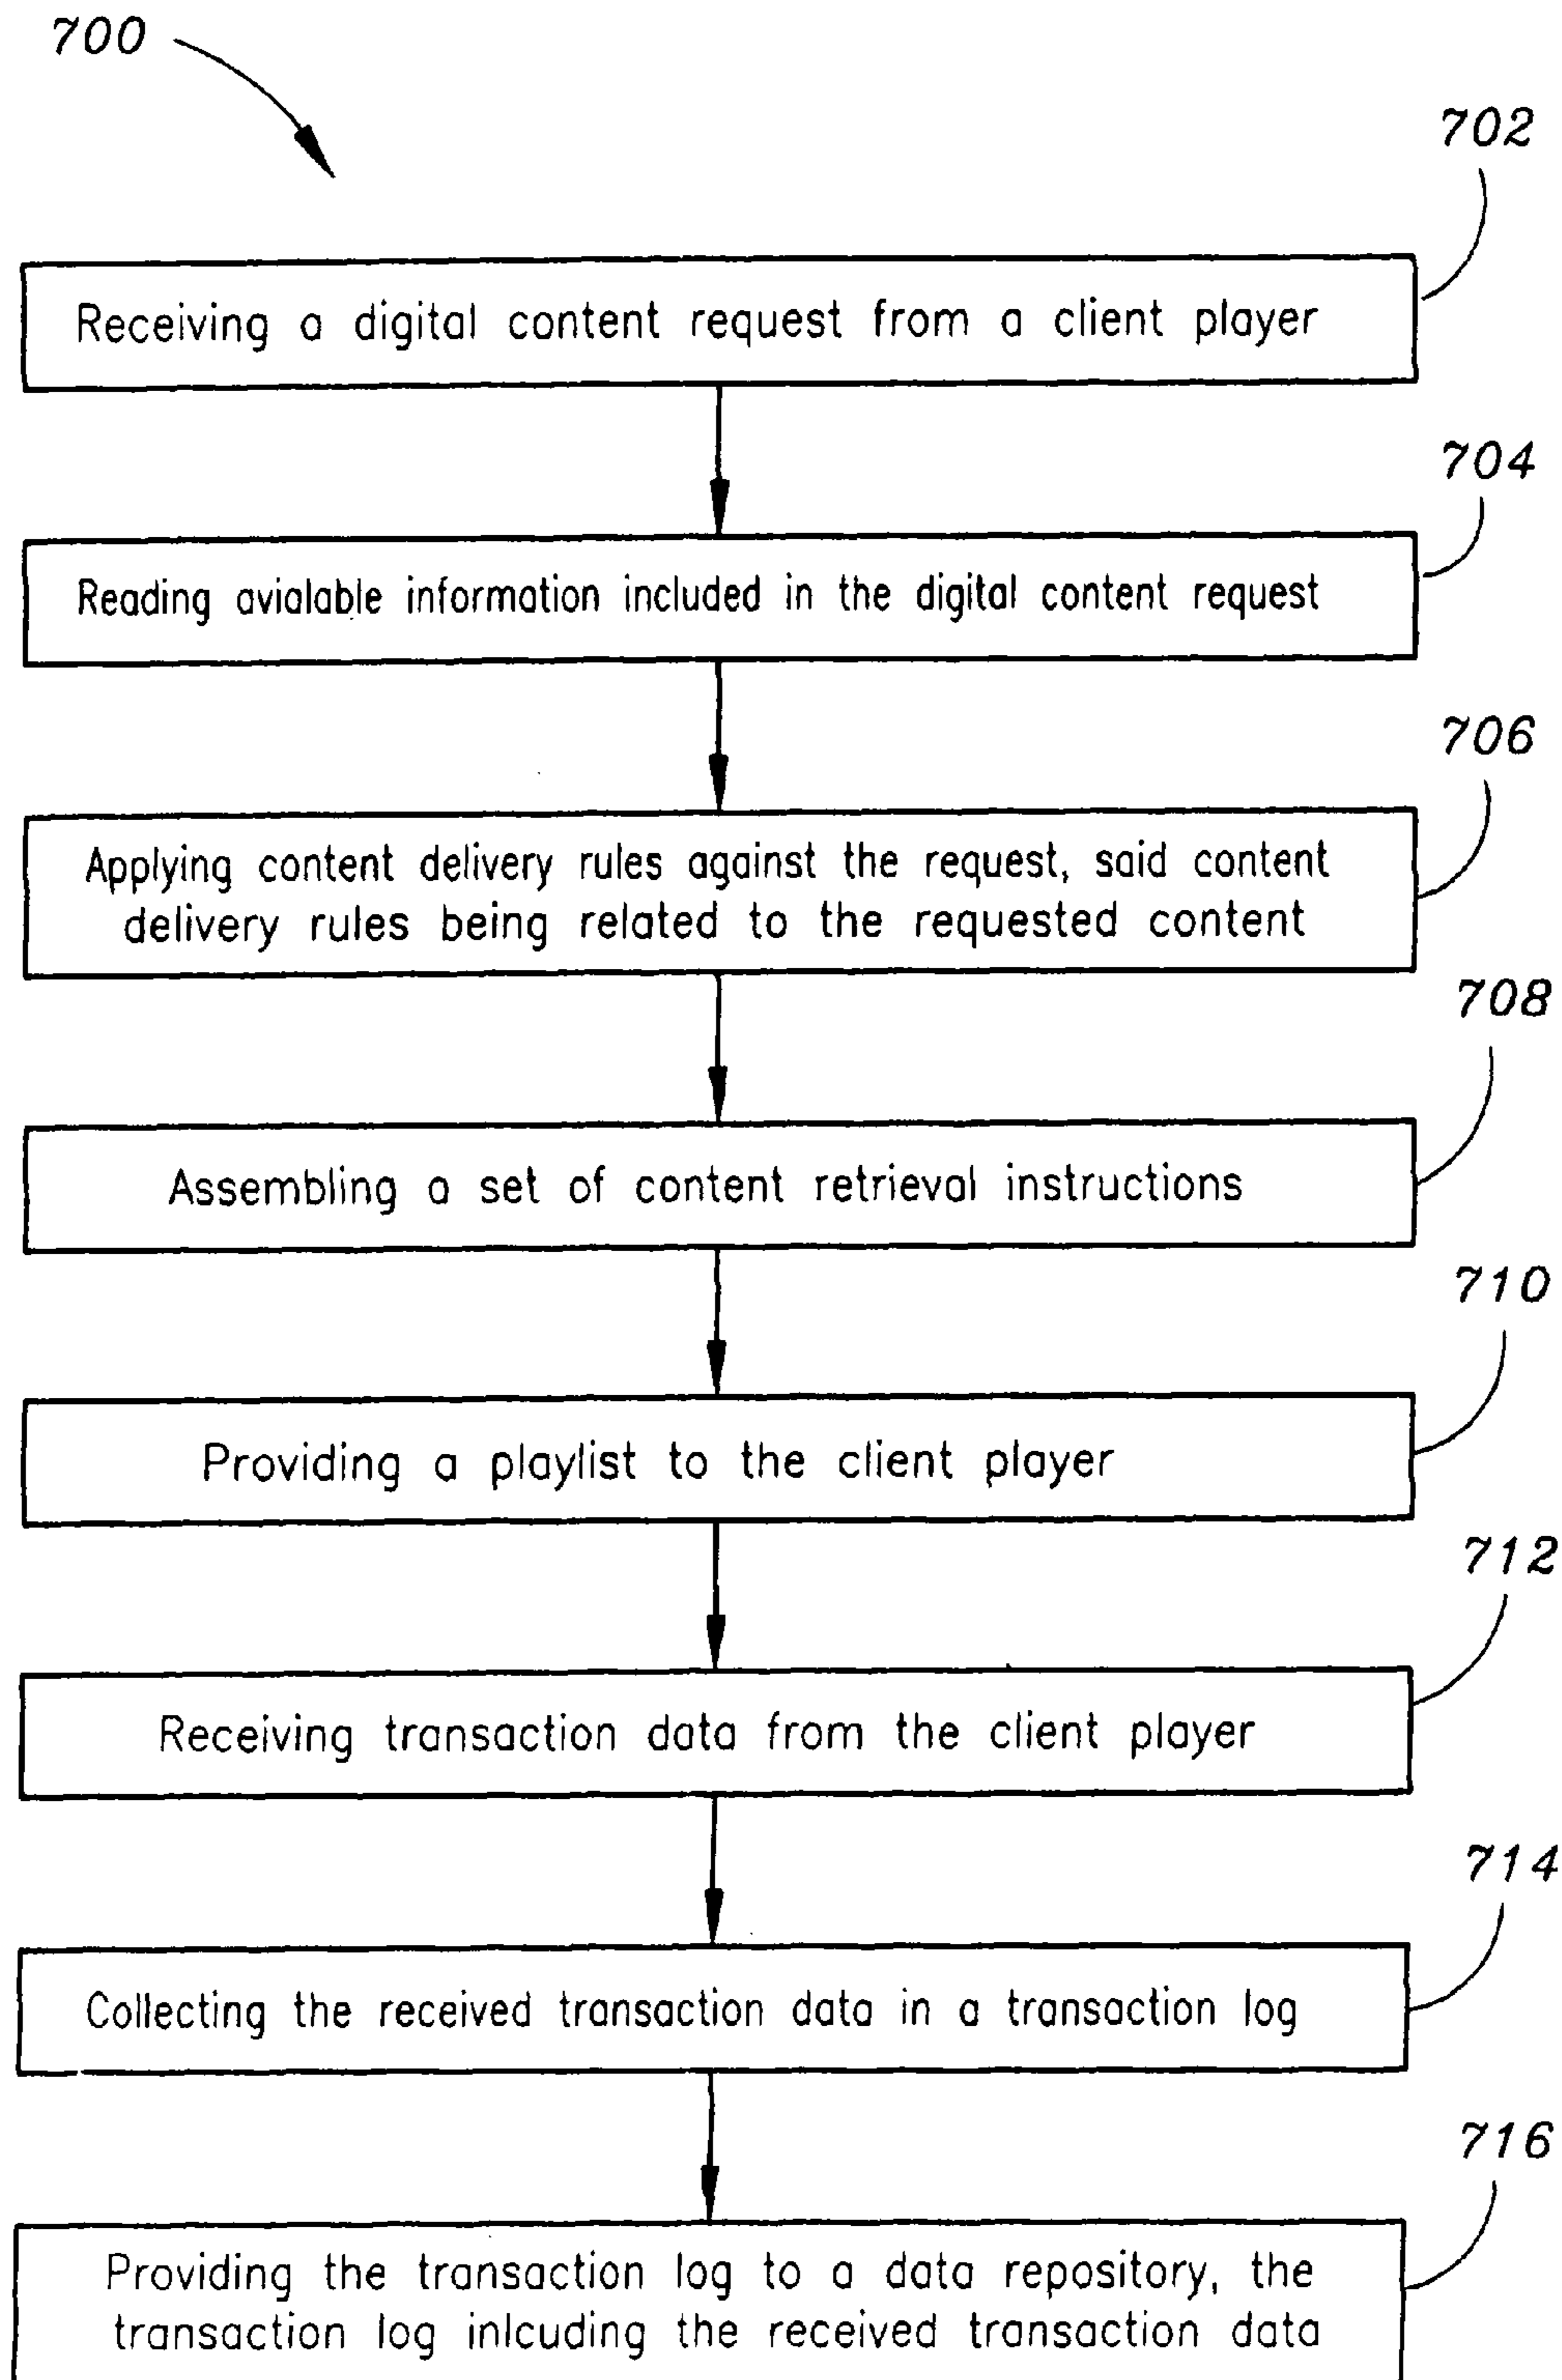 700
702
Receiving a digital content request from a client player
704
Reading avialable information included in the digital content request
706
Applying content delivery rules against the request, said content
delivery rules being related to the requested content
708
Assembling a set of content retrieval instructions
710
Providing a playlist to the client player
712
Receiving transaction data from the client player
714
Collecting the received transaction data in a transaction log
716
Providing the transaction log to a data repository, the
transaction log inlcuding the received transaction data